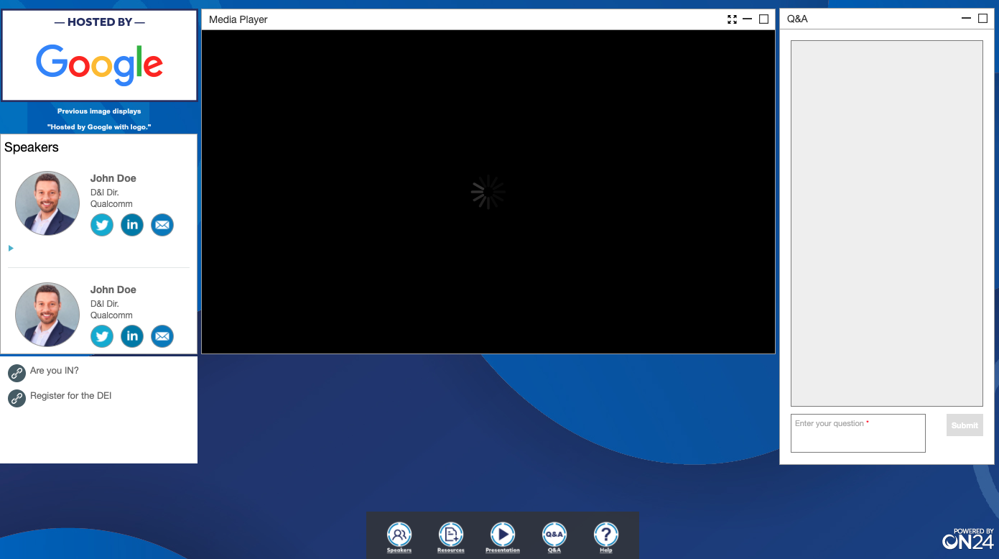 — HOSTED BY —
Google
Previous image displays
"Hosted by Google with logo."
Speakers
John Doe
D&I Dir.
Qualcomm
in
John Doe
D&I Dir.
Qualcomm
in
Are you IN?
Register for the DEI
Media Player
Q&A
Enter your question *
Submit
Speakers
Resources
Presentation
Q&A
Q&A
?
Help
POWERED BY
ON24